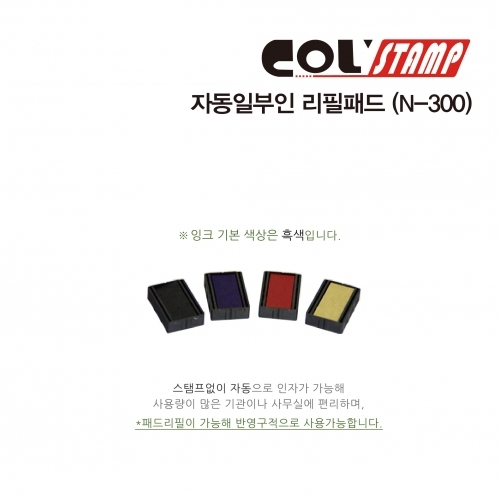 COL' STAMP
자동일부인 리필패드 (N-300)
※ 잉크 기본 색상은 흑색입니다.
스탬프없이 자동으로 인자가 가능해
사용량이 많은 기관이나 사무실에 편리하며,
*패드리필이 가능해 반영구적으로 사용가능합니다.